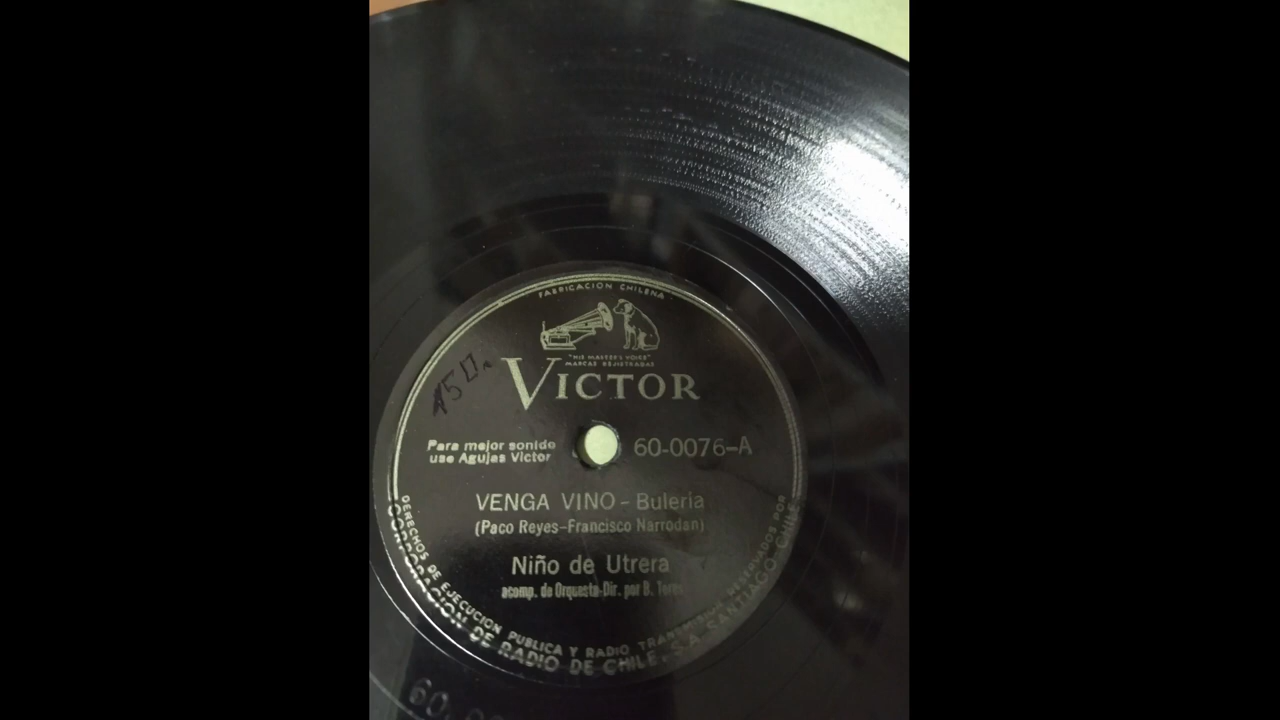 FABRICACION CHILENA
"HIS MASTER'S VOICE"
MARCAS REJISTRADAS
VICTOR
Para mejor sonido
use Agujas Victor
60-0076-A
VENGA VINO - Buleria
(Paco Reyes-Francisco Narrodan)
Niño de Utrera
acomp. de Orquesta-Dir. por B.
DERECHOS DE EJECUCION PUBLICA Y RADIO TRANSMISION RESERVADOS POR
CORPORACION DE RADIO DE CHILE, S.A. SANTIAGO-CHILE